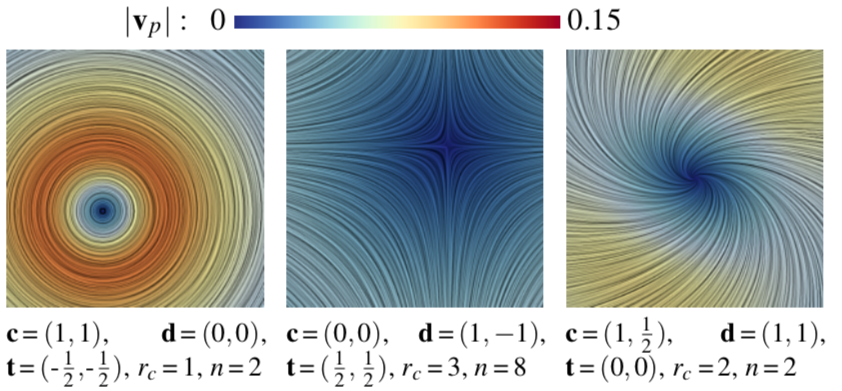 |v_p| : 0 0.15
c = (1, 1), d = (0, 0), c = (0, 0), d = (1, −1), c = (1, 1/2), d = (1, 1),
t = (-1/2, -1/2), r_c = 1, n = 2 t = (1/2, 1/2), r_c = 3, n = 8 t = (0, 0), r_c = 2, n = 2